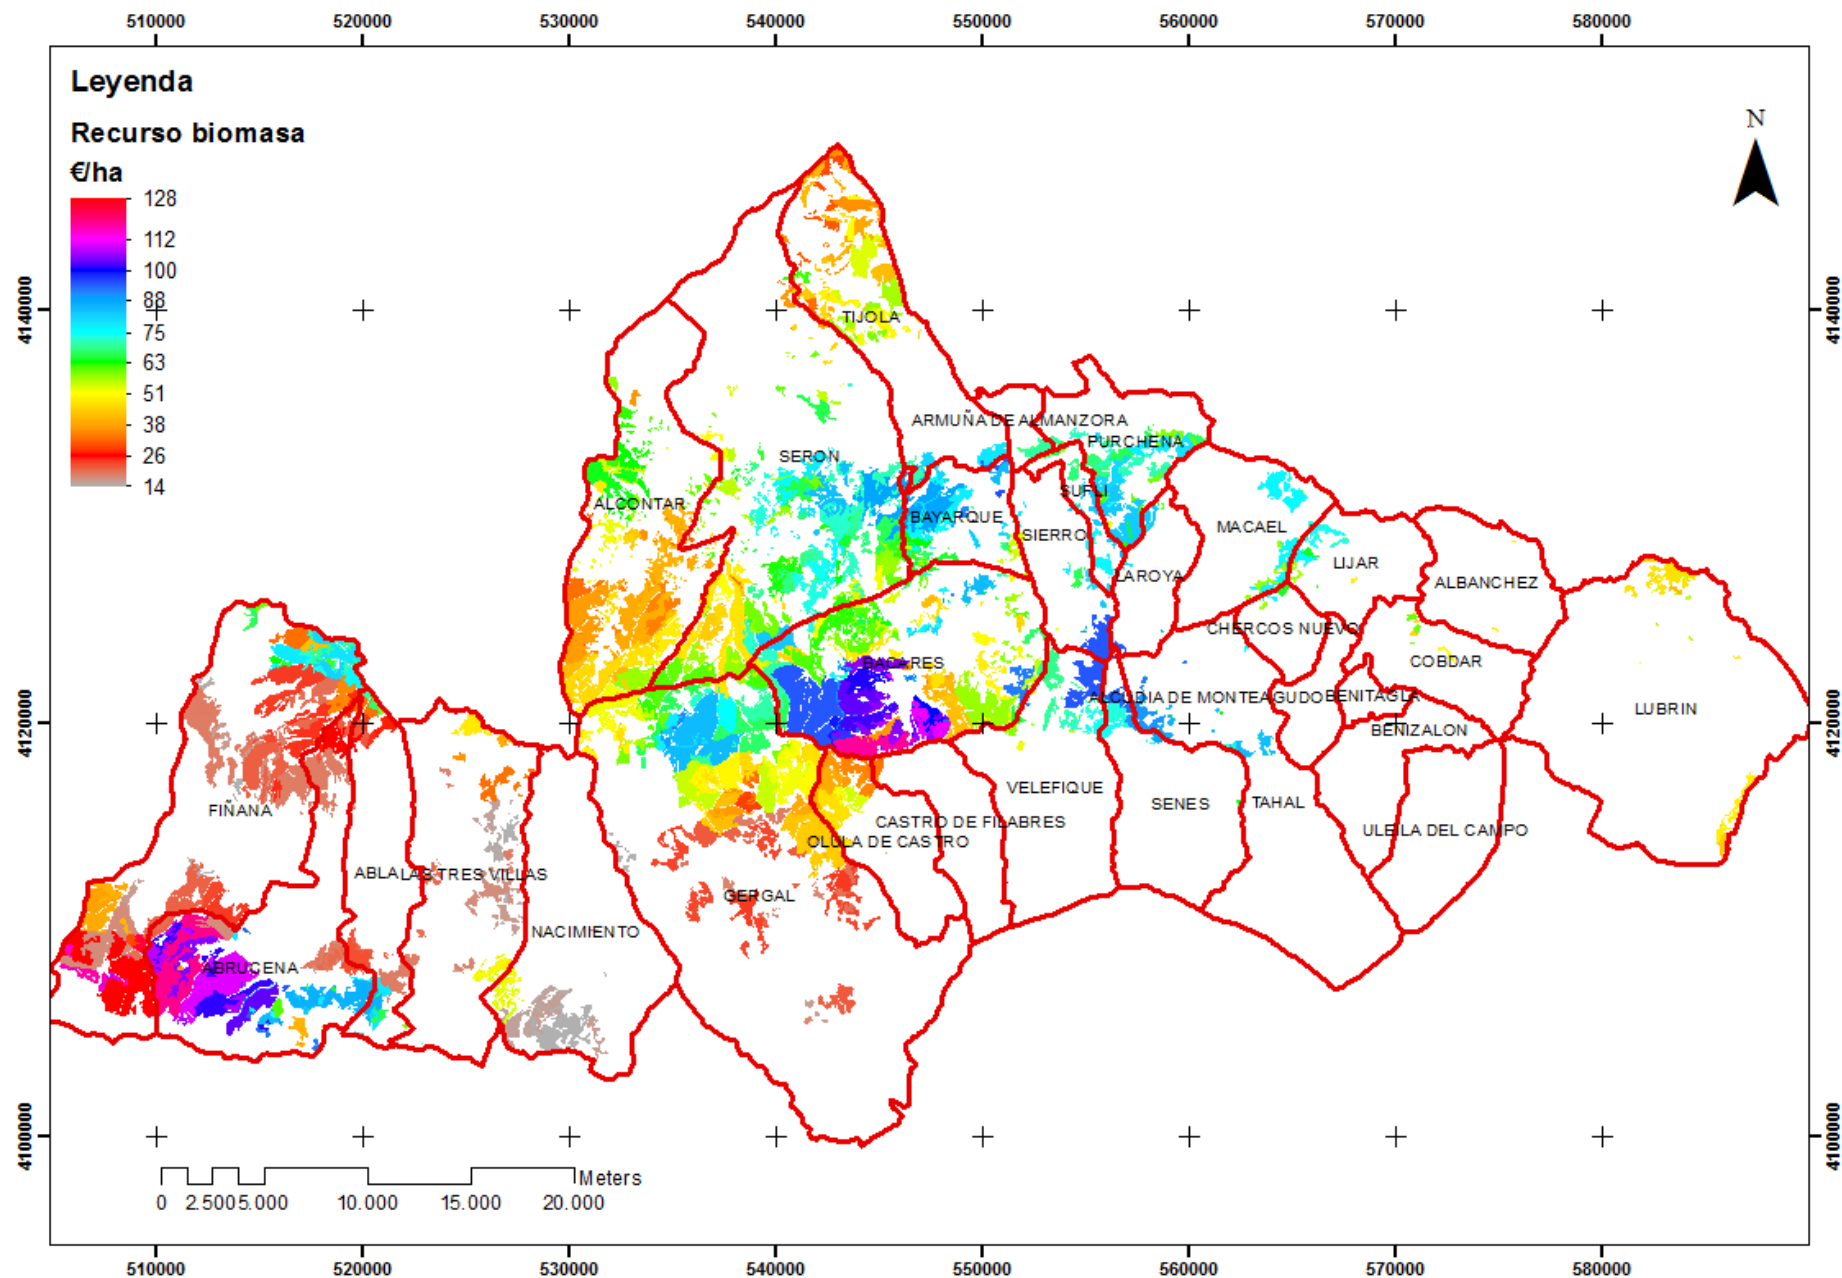 510000 520000 530000 540000 550000 560000 570000 580000
Leyenda
Recurso biomasa
€/ha
128
112
100
88
75
63
51
38
26
14
N
4140000 4140000
TIJOLA
ARMUÑA DE ALMANZORA
PURCHENA
SERON
SUFLI
ALCONTAR
BAYARQUE
MACAEL
SIERRO
LIJAR
LAROYA
ALBANCHEZ
CHERCOS NUEVO
BACARES
COBDAR
ALCUDIA DE MONTEAGUDO
BENITAGLA
LUBRIN
4120000 4120000
BENIZALON
VELEFIQUE
SENES
TAHAL
FIÑANA
CASTRO DE FILABRES
ULEILA DEL CAMPO
OLULA DE CASTRO
ABLA
LAS TRES VILLAS
GERGAL
NACIMIENTO
ABRUCENA
4100000 4100000
Meters
0 2.500 5.000 10.000 15.000 20.000
510000 520000 530000 540000 550000 560000 570000 580000